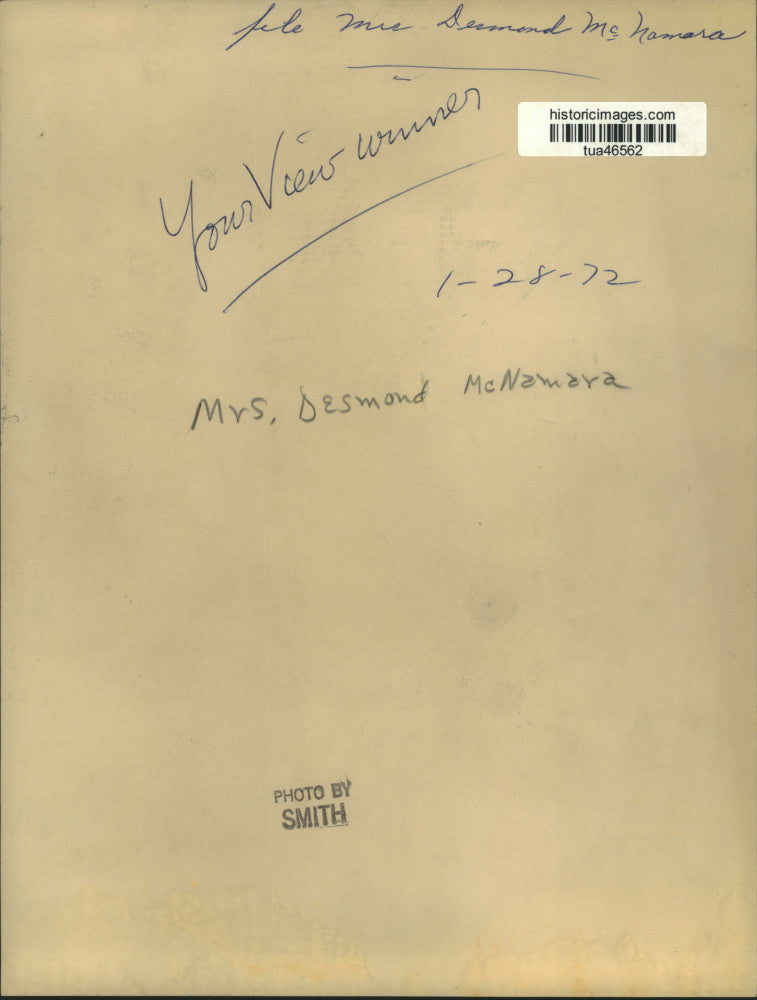 file Mrs. Desmond McNamara
historicimages.com
tua46562
Your View winner
1-28-72
Mrs. Desmond McNamara
PHOTO BY
SMITH